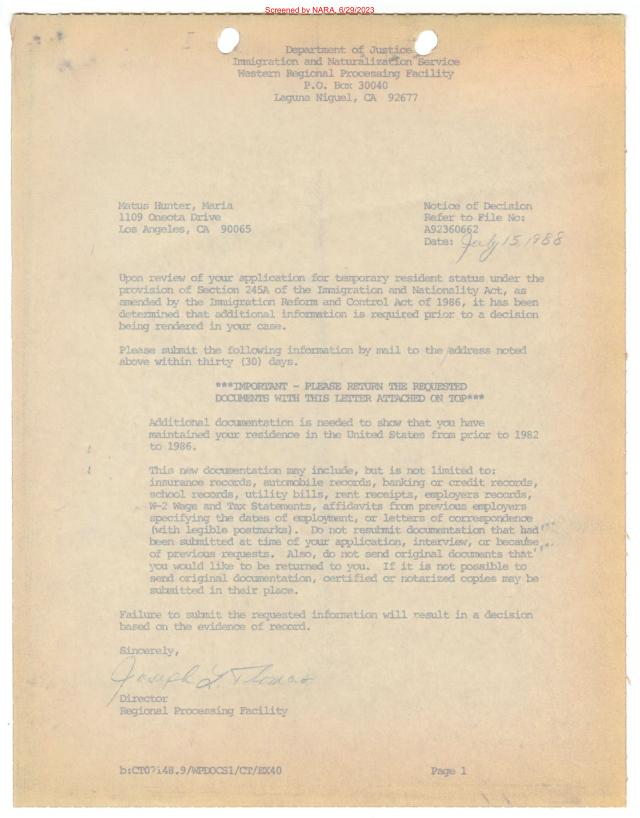 Screened by NARA, 6/29/2023
Department of Justice
Immigration and Naturalization Service
Western Regional Processing Facility
P.O. Box 30040
Laguna Niguel, CA 92677
Matus Hunter, Maria
1109 Oneota Drive
Los Angeles, CA 90065
Notice of Decision
Refer to File No:
A92360662
Date: July 15, 1988
Upon review of your application for temporary resident status under the
provision of Section 245A of the Immigration and Nationality Act, as
amended by the Immigration Reform and Control Act of 1986, it has been
determined that additional information is required prior to a decision
being rendered in your case.
Please submit the following information by mail to the address noted
above within thirty (30) days.
***IMPORTANT - PLEASE RETURN THE REQUESTED
DOCUMENTS WITH THIS LETTER ATTACHED ON TOP***
Additional documentation is needed to show that you have
maintained your residence in the United States from prior to 1982
to 1986.
This new documentation may include, but is not limited to:
insurance records, automobile records, banking or credit records,
school records, utility bills, rent receipts, employers records,
W-2 Wage and Tax Statements, affidavits from previous employers
specifying the dates of employment, or letters of correspondence
(with legible postmarks). Do not resubmit documentation that had
been submitted at time of your application, interview, or because
of previous requests. Also, do not send original documents that
you would like to be returned to you. If it is not possible to
send original documentation, certified or notarized copies may be
submitted in their place.
Failure to submit the requested information will result in a decision
based on the evidence of record.
Sincerely,
Joseph L. Thomas
Director
Regional Processing Facility
Page 1